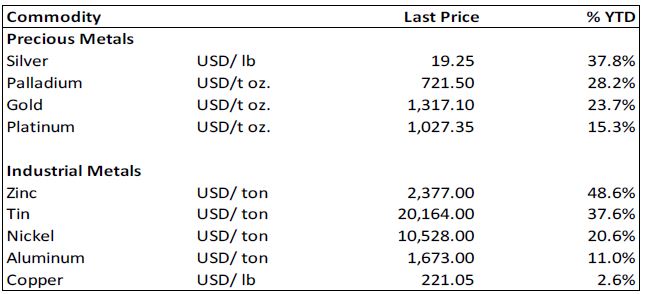 Commodity Last Price % YTD
Precious Metals
Silver USD/ lb 19.25 37.8%
Palladium USD/t oz. 721.50 28.2%
Gold USD/t oz. 1,317.10 23.7%
Platinum USD/t oz. 1,027.35 15.3%
Industrial Metals
Zinc USD/ ton 2,377.00 48.6%
Tin USD/ ton 20,164.00 37.6%
Nickel USD/ ton 10,528.00 20.6%
Aluminum USD/ ton 1,673.00 11.0%
Copper USD/ lb 221.05 2.6%